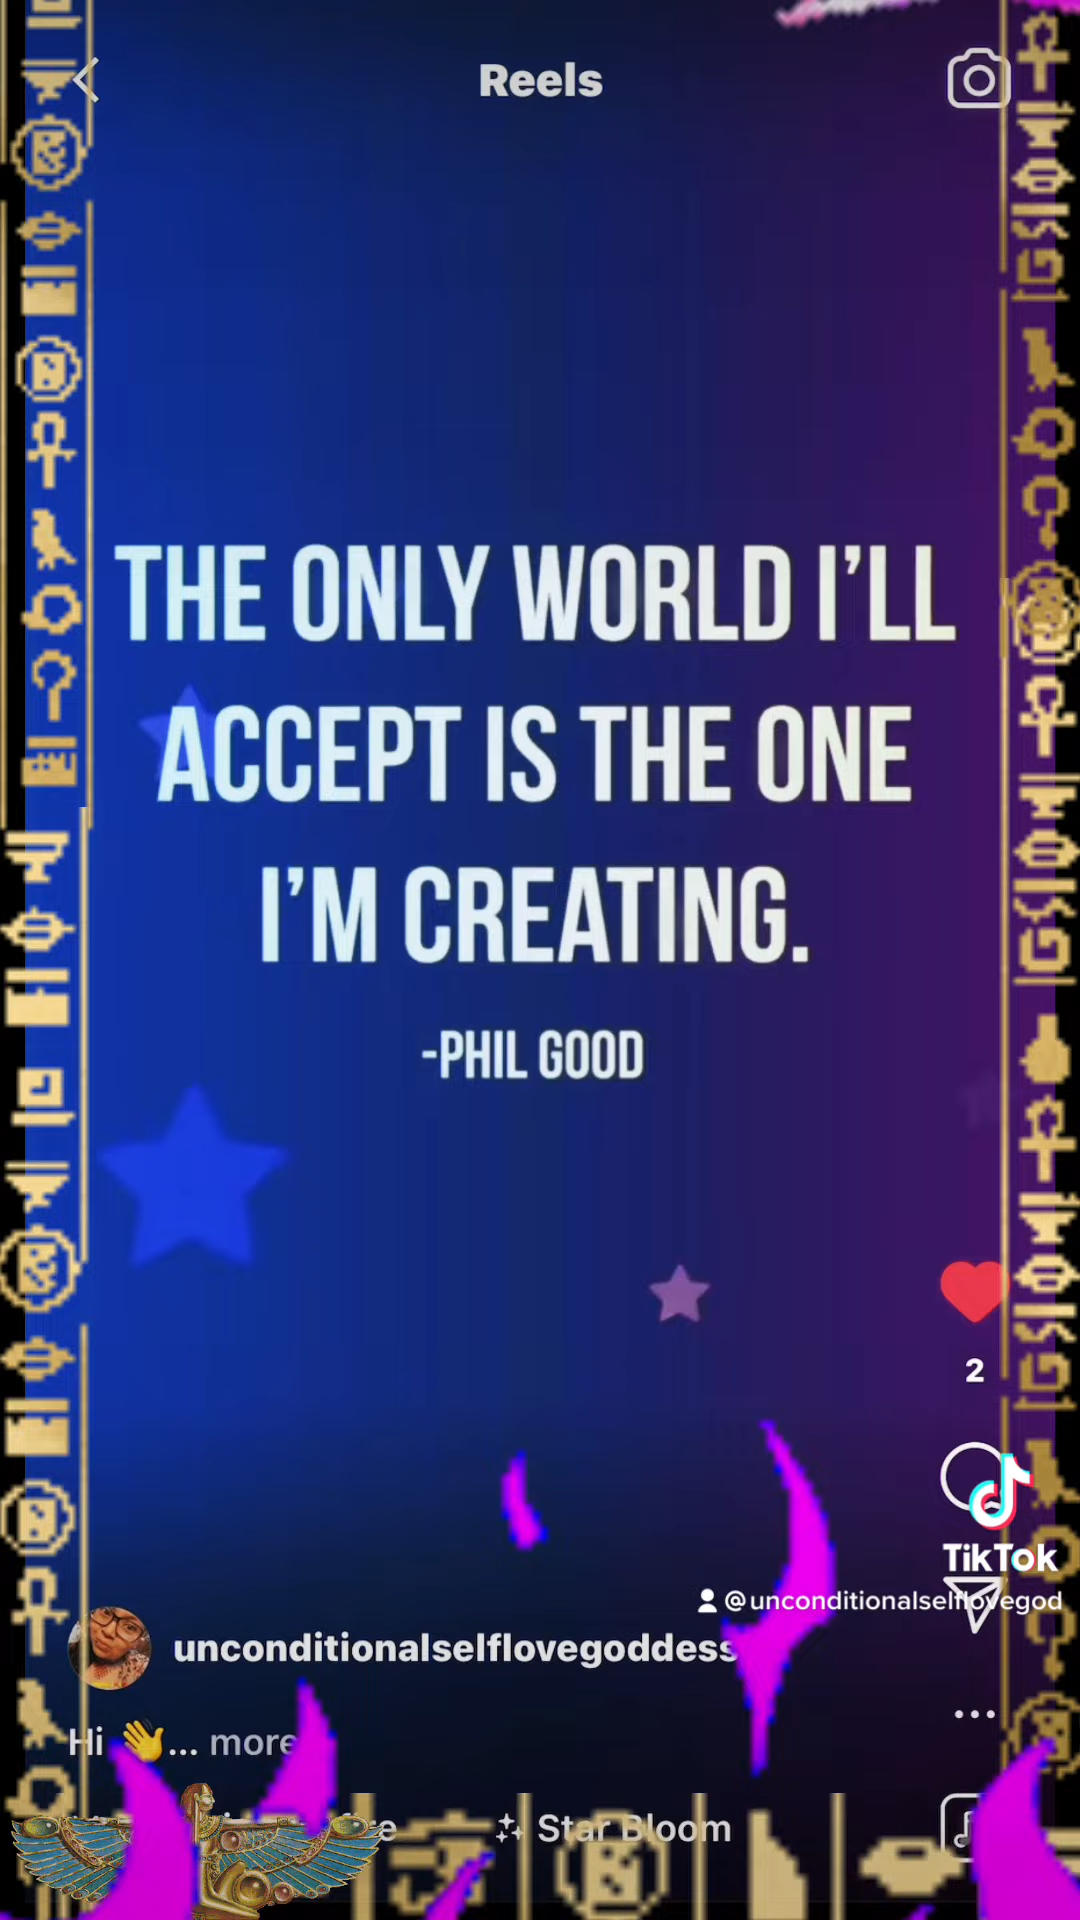 Reels
THE ONLY WORLD I'LL
ACCEPT IS THE ONE
I'M CREATING.
-PHIL GOOD
2
TikTok
@unconditionalselflovegod
unconditionalselflovegoddess
Hi 👋... more
Star Bloom